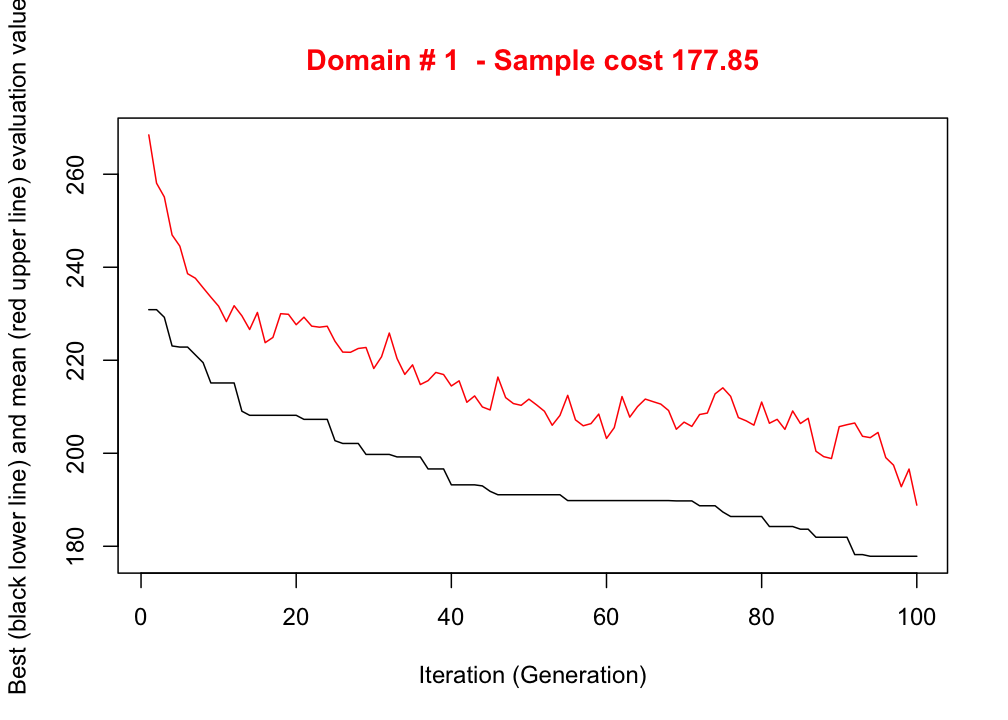 Domain # 1  - Sample cost 177.85
Best (black lower line) and mean (red upper line) evaluation value
260
240
220
200
180
0 20 40 60 80 100
Iteration (Generation)